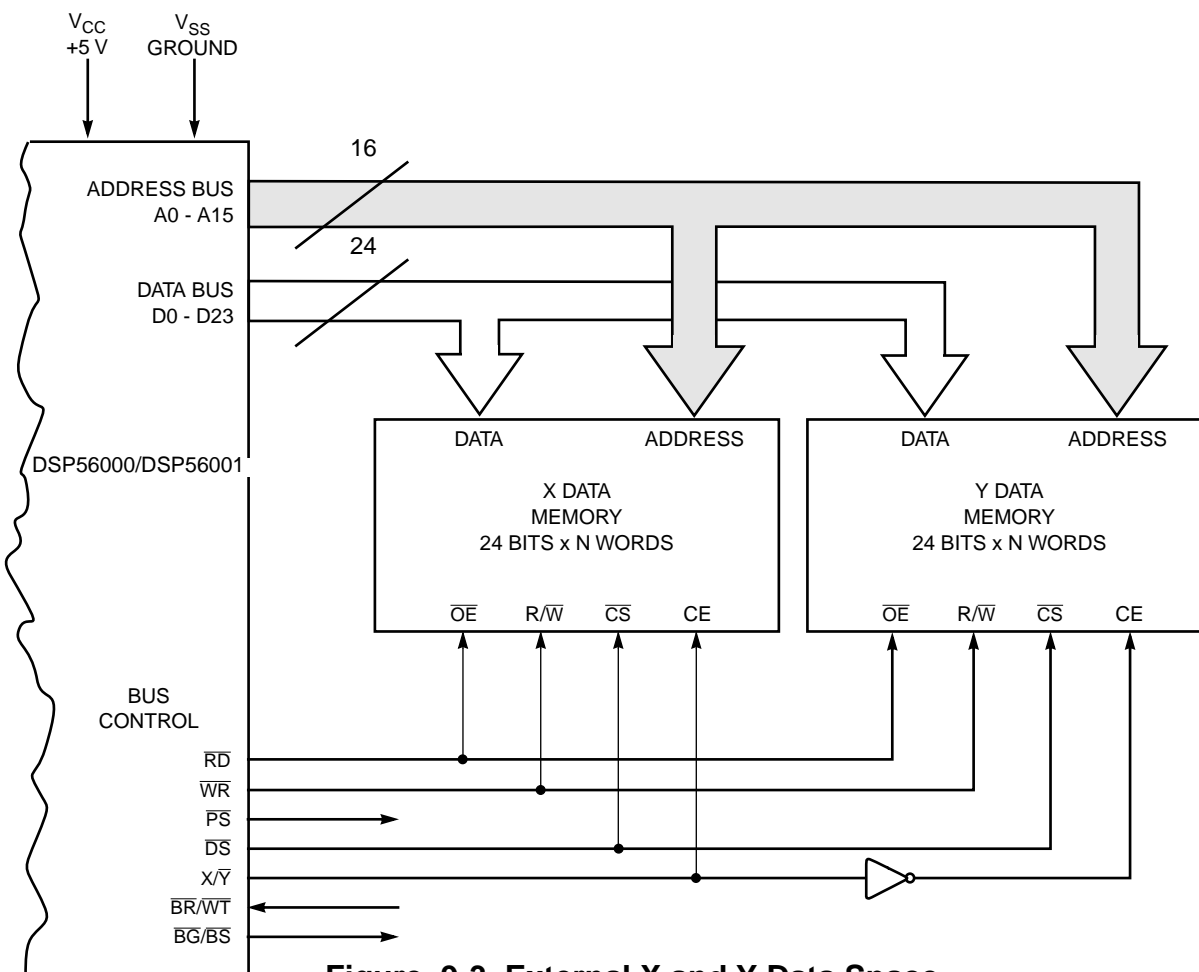 VCC
+5 V
VSS
GROUND
16
ADDRESS BUS
A0 - A15
24
DATA BUS
D0 - D23
DSP56000/DSP56001
DATA
ADDRESS
X DATA
MEMORY
24 BITS x N WORDS
OE
R/W
CS
CE
DATA
ADDRESS
Y DATA
MEMORY
24 BITS x N WORDS
OE
R/W
CS
CE
BUS
CONTROL
RD
WR
PS
DS
X/Y
BR/WT
BG/BS
Figure 9-3 External X and Y Data Space